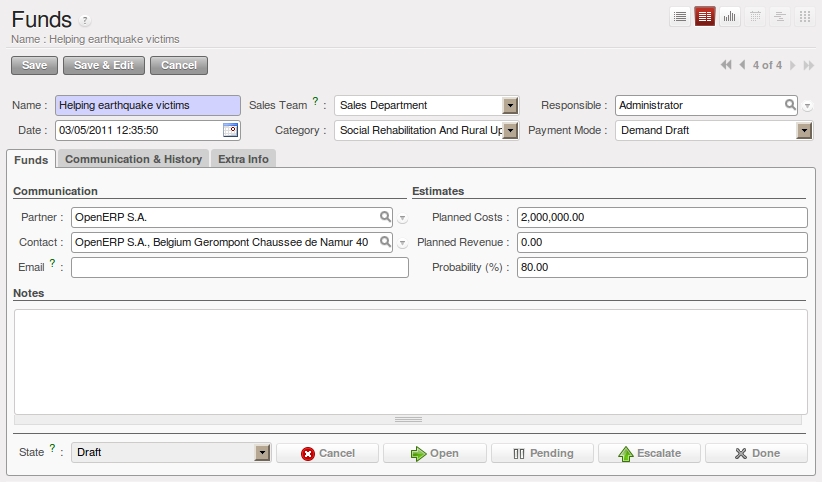 Funds ?
Name : Helping earthquake victims
Save Save & Edit Cancel 4 of 4
Name : Helping earthquake victims Sales Team ? : Sales Department Responsible : Administrator
Date : 03/05/2011 12:35:50 Category : Social Rehabilitation And Rural Up Payment Mode : Demand Draft
Funds Communication & History Extra Info
Communication Estimates
Partner : OpenERP S.A. Planned Costs : 2,000,000.00
Contact : OpenERP S.A., Belgium Gerompont Chaussee de Namur 40 Planned Revenue : 0.00
Email ? : Probability (%) : 80.00
Notes
State ? : Draft Cancel Open Pending Escalate Done